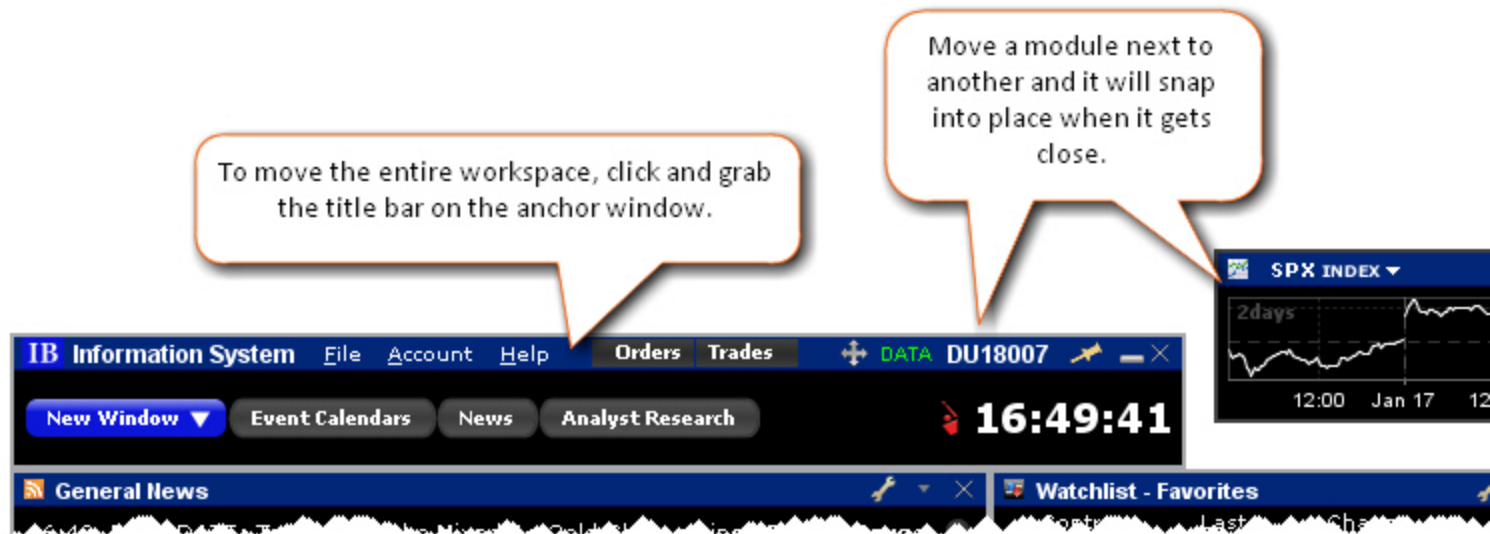 Move a module next to
another and it will snap
into place when it gets
close.
To move the entire workspace, click and grab
the title bar on the anchor window.
SPX INDEX
2days
12:00 Jan 17 12
IB Information System File Account Help Orders Trades DATA DU18007
New Window Event Calendars News Analyst Research 16:49:41
General News
Watchlist - Favorites